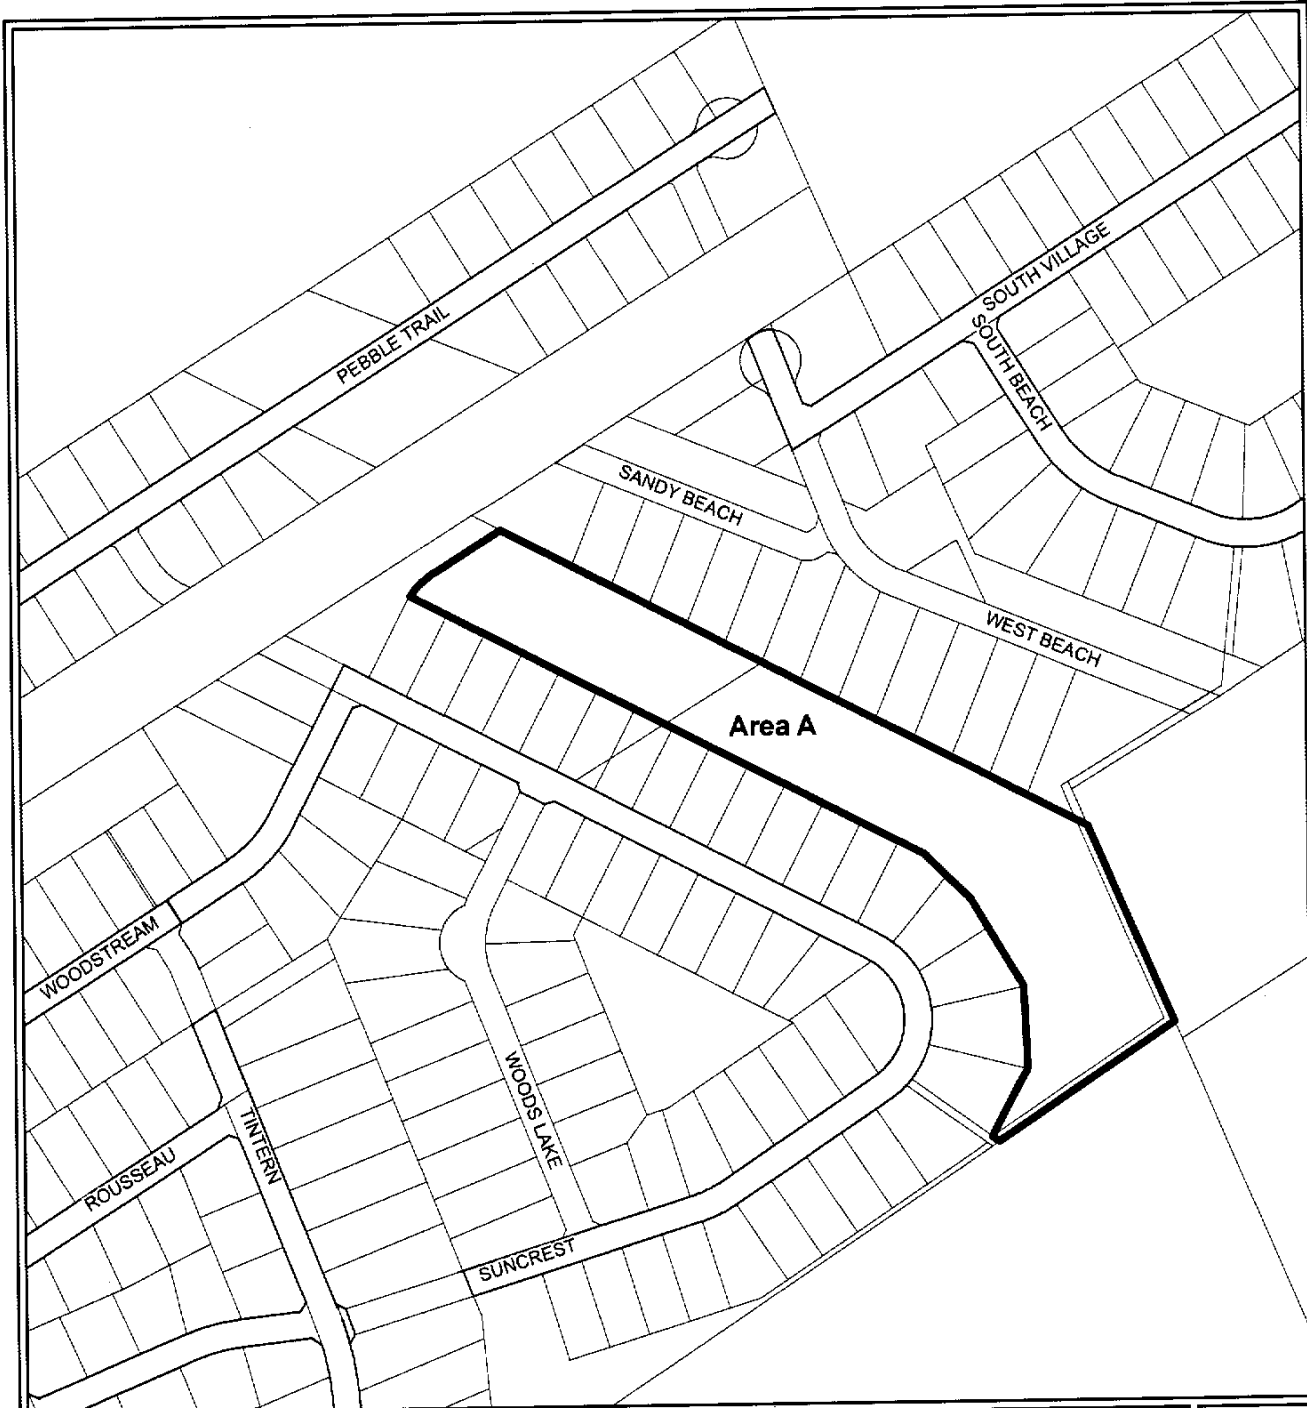 SOUTH VILLAGE
PEBBLE TRAIL
SOUTH BEACH
SANDY BEACH
WEST BEACH
Area A
WOODSTREAM
WOODS LAKE
TINTERN
ROUSSEAU
SUNCREST